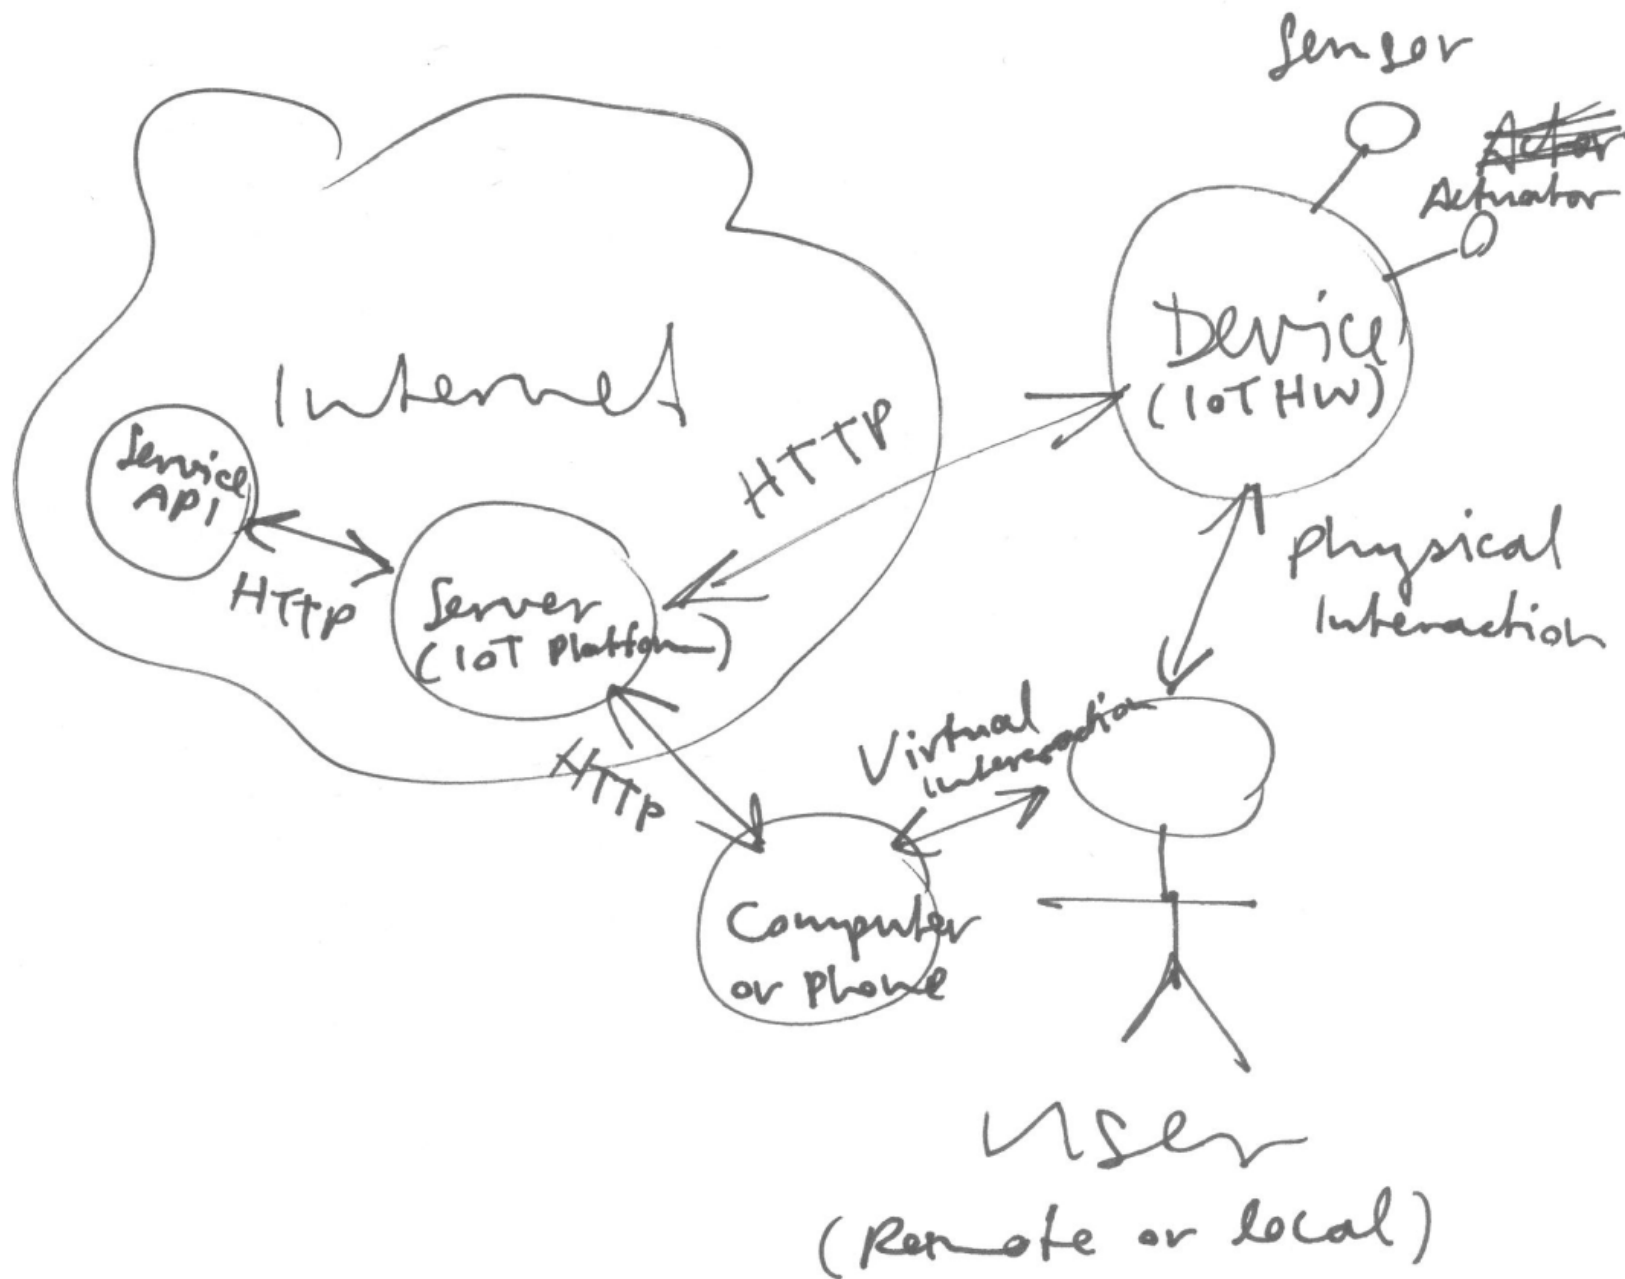 Sensor
Actor
Actuator
Internet
Device
(IoT HW)
HTTP
Service
API
HTTP
Server
(IoT Platform)
Physical
Interaction
Virtual
Interaction
HTTP
Computer
or Phone
User
(Remote or local)